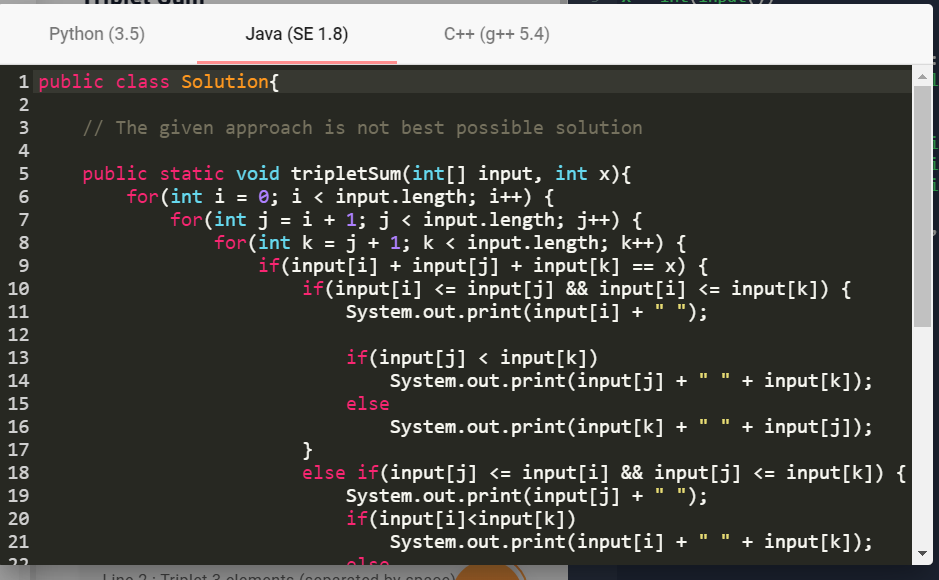 Triplet Sum
x = int(input())
Python (3.5) Java (SE 1.8) C++ (g++ 5.4)
1 public class Solution{
2
3 // The given approach is not best possible solution
4
5 public static void tripletSum(int[] input, int x){
6 for(int i = 0; i < input.length; i++) {
7 for(int j = i + 1; j < input.length; j++) {
8 for(int k = j + 1; k < input.length; k++) {
9 if(input[i] + input[j] + input[k] == x) {
10 if(input[i] <= input[j] && input[i] <= input[k]) {
11 System.out.print(input[i] + " ");
12
13 if(input[j] < input[k])
14 System.out.print(input[j] + " " + input[k]);
15 else
16 System.out.print(input[k] + " " + input[j]);
17 }
18 else if(input[j] <= input[i] && input[j] <= input[k]) {
19 System.out.print(input[j] + " ");
20 if(input[i]<input[k])
21 System.out.print(input[i] + " " + input[k]);
22 else
Line 2 : Triplet 3 elements (separated by space)